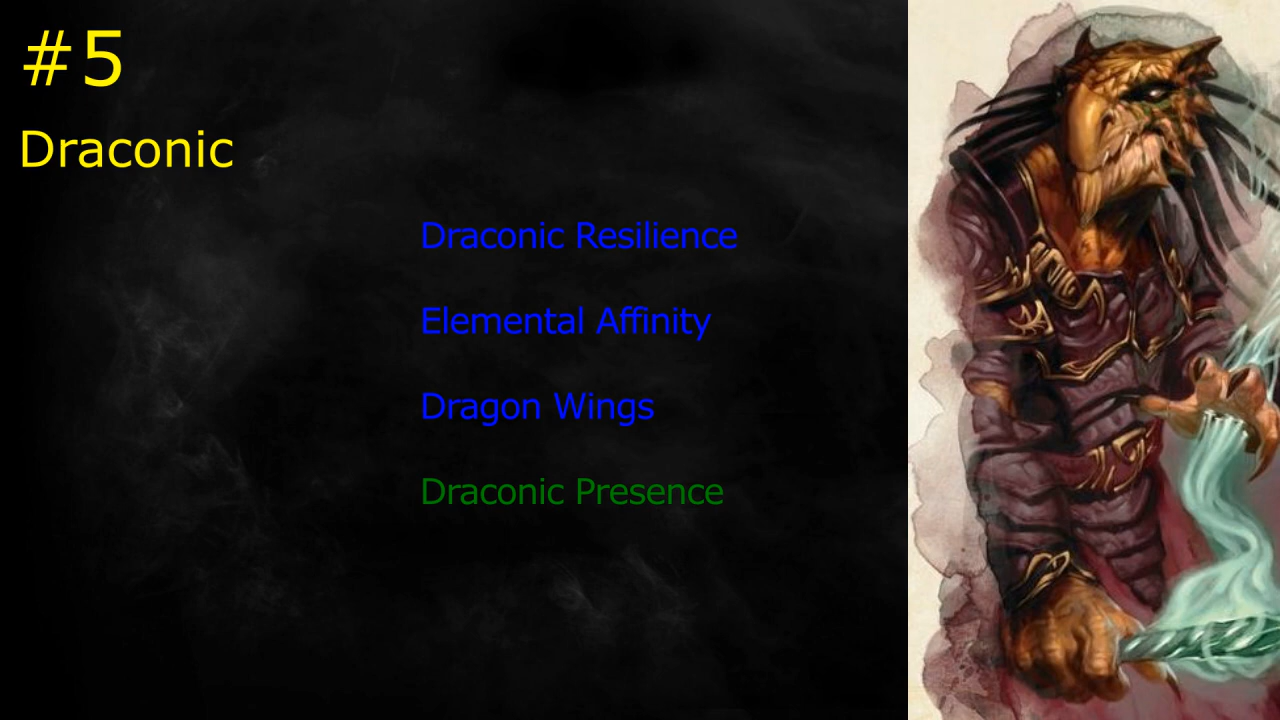 #5
Draconic
Draconic Resilience
Elemental Affinity
Dragon Wings
Draconic Presence